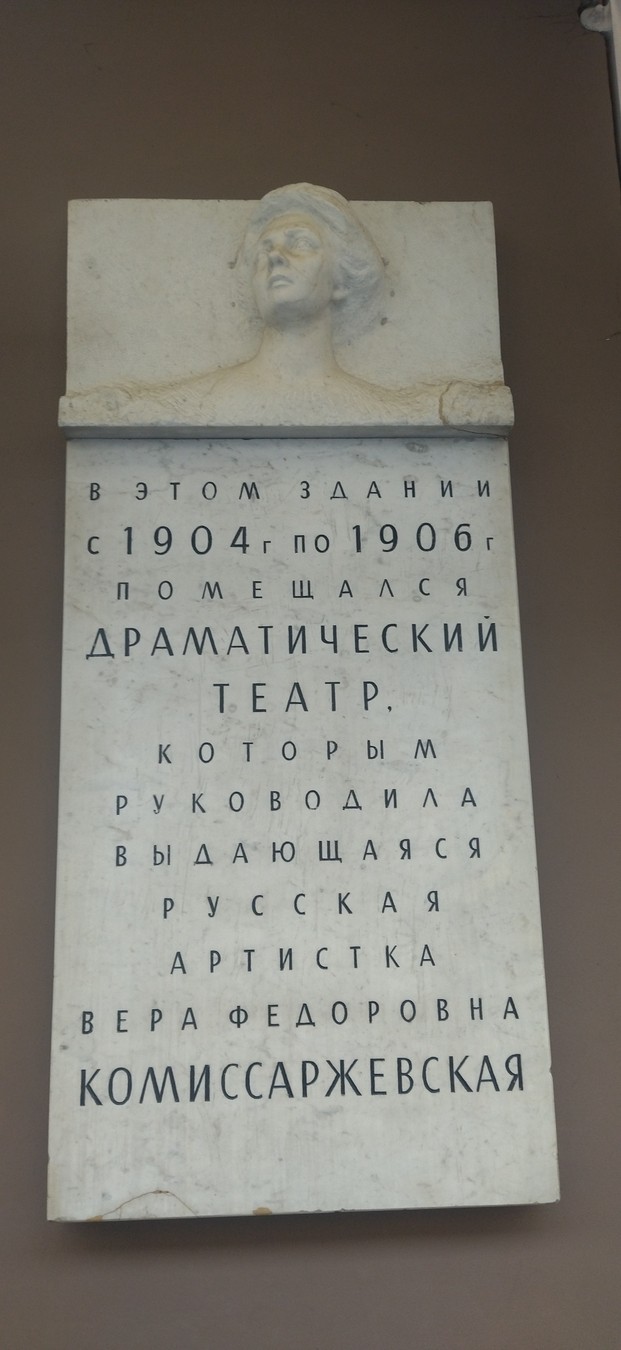 В ЭТОМ ЗДАНИИ
С 1904г ПО 1906г
ПОМЕЩАЛСЯ
ДРАМАТИЧЕСКИЙ
ТЕАТР,
КОТОРЫМ
РУКОВОДИЛА
ВЫДАЮЩАЯСЯ
РУССКАЯ
АРТИСТКА
ВЕРА ФЕДОРОВНА
КОМИССАРЖЕВСКАЯ